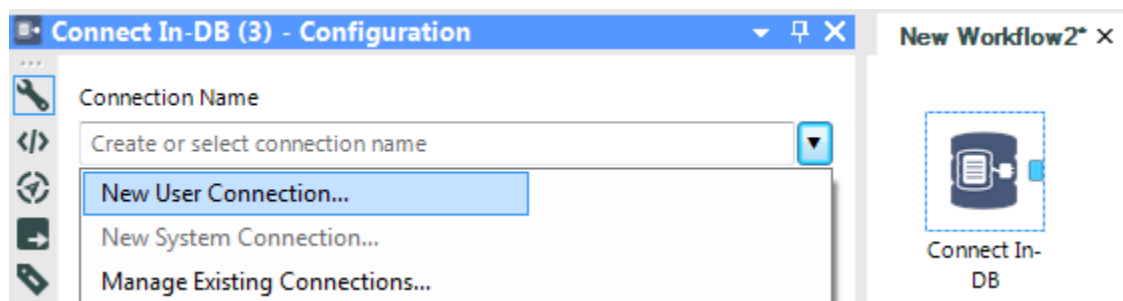 Connect In-DB (3) - Configuration
New Workflow2* ×
Connection Name
Create or select connection name
New User Connection...
New System Connection...
Manage Existing Connections...
Connect In-
DB